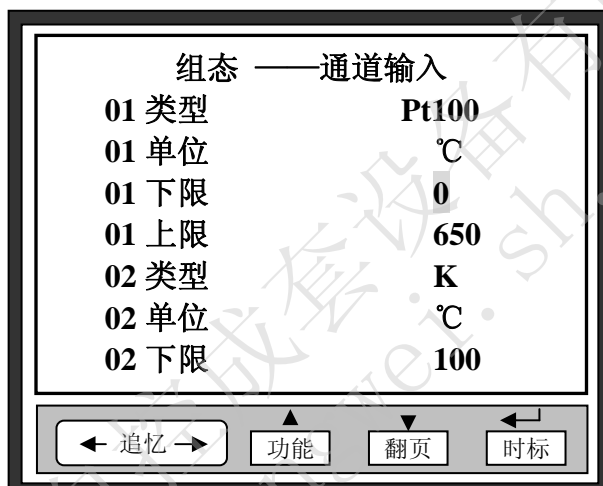 组态 ——通道输入
01 类型 Pt100
01 单位 ℃
01 下限 0
01 上限 650
02 类型 K
02 单位 ℃
02 下限 100
追忆 功能 翻页 时标